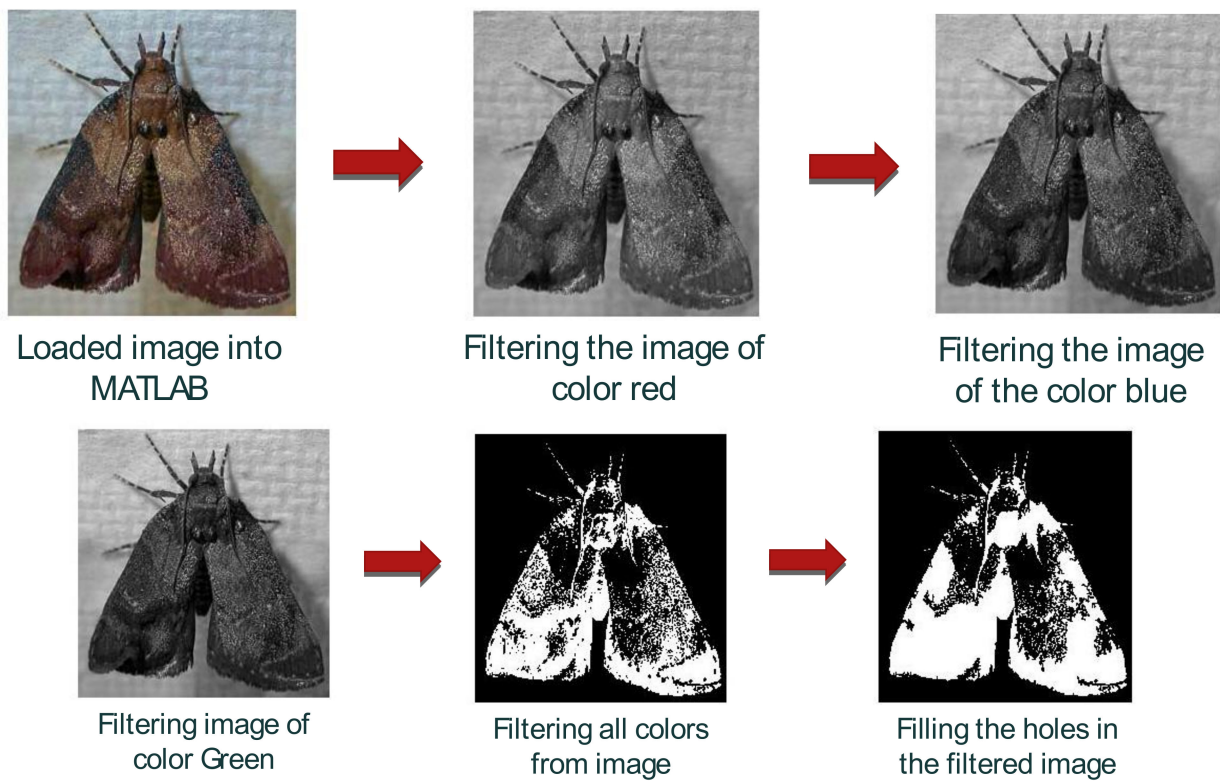 Loaded image into
MATLAB
Filtering the image of
color red
Filtering the image
of the color blue
Filtering image of
color Green
Filtering all colors
from image
Filling the holes in
the filtered image